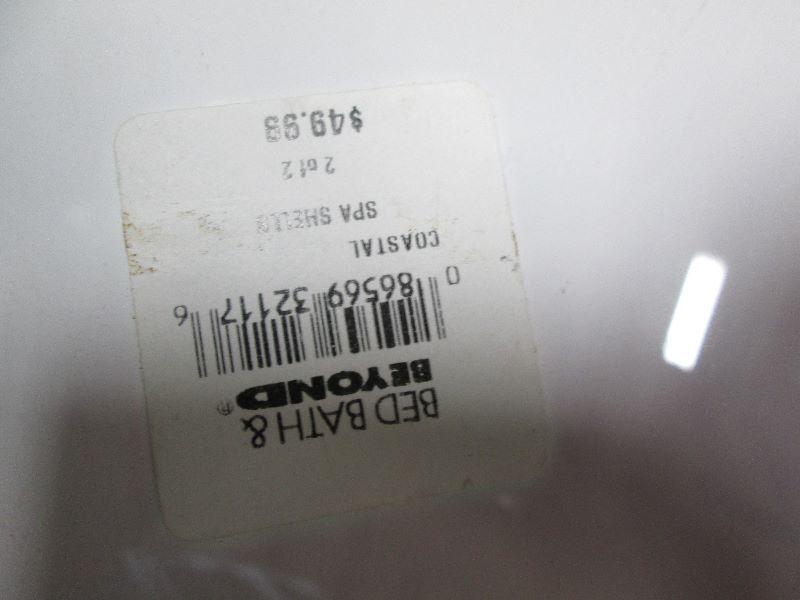 BED BATH &
BEYOND®
0 86569 32117 6
COASTAL
SPA SHELLS
2 of 2
$49.99